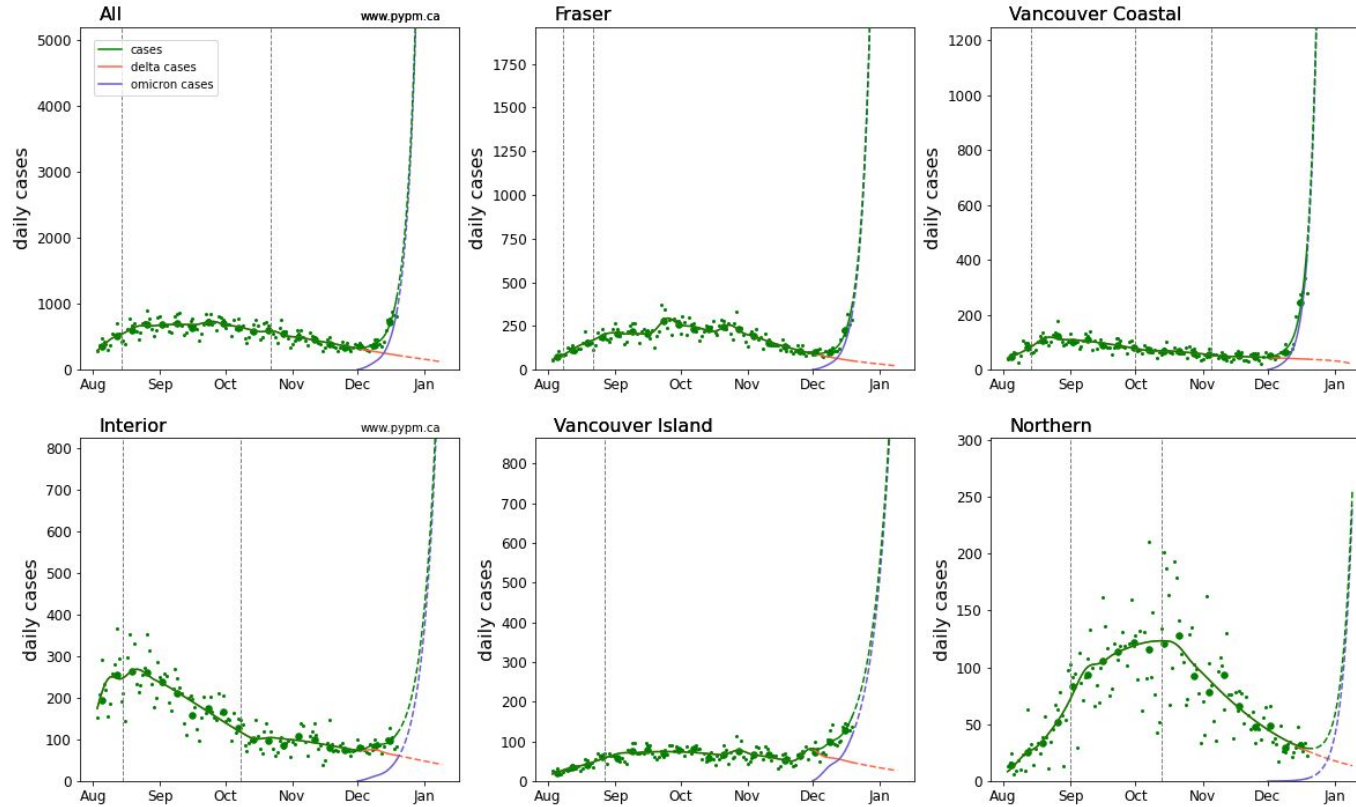 All www.pypm.ca
cases
delta cases
omicron cases
daily cases
5000
4000
3000
2000
1000
0
Aug Sep Oct Nov Dec Jan
Fraser
daily cases
1750
1500
1250
1000
750
500
250
0
Aug Sep Oct Nov Dec Jan
Vancouver Coastal
daily cases
1200
1000
800
600
400
200
0
Aug Sep Oct Nov Dec Jan
Interior www.pypm.ca
daily cases
800
700
600
500
400
300
200
100
0
Aug Sep Oct Nov Dec Jan
Vancouver Island
daily cases
800
700
600
500
400
300
200
100
0
Aug Sep Oct Nov Dec Jan
Northern
daily cases
300
250
200
150
100
50
0
Aug Sep Oct Nov Dec Jan